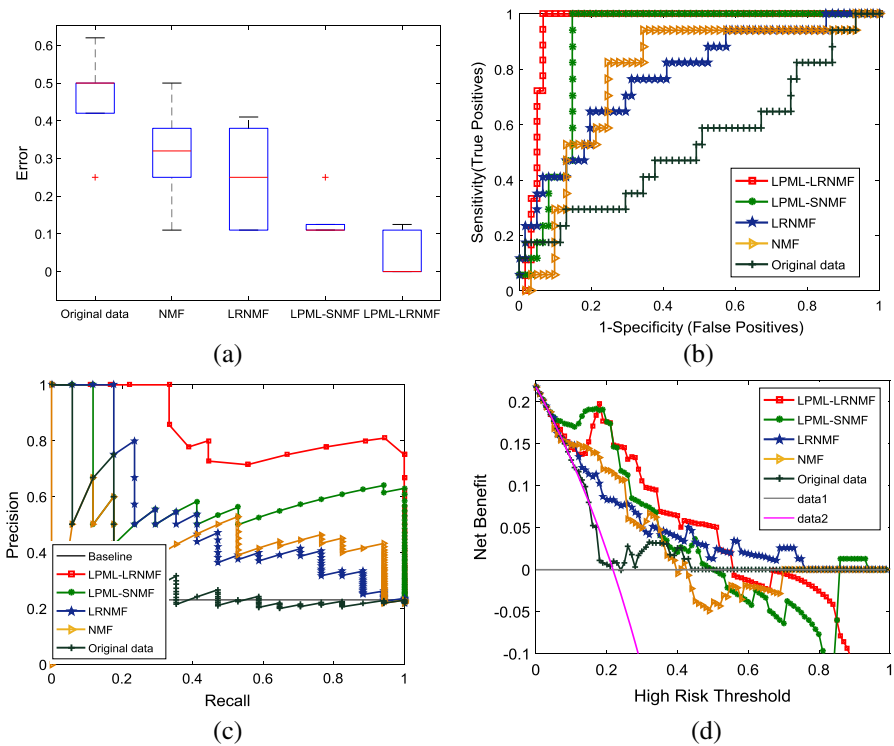 0.6
0.5
0.4
0.3
0.2
0.1
0
Error
Original data
NMF
LRNMF
LPML-SNMF
LPML-LRNMF
(a)
1
0.8
0.6
0.4
0.2
0
Sensitivity(True Positives)
LPML-LRNMF
LPML-SNMF
LRNMF
NMF
Original data
0
0.2
0.4
0.6
0.8
1
1-Specificity (False Positives)
(b)
1
0.8
0.6
0.4
0.2
0
Precision
Baseline
LPML-LRNMF
LPML-SNMF
LRNMF
NMF
Original data
0
0.2
0.4
0.6
0.8
1
Recall
(c)
0.2
0.15
0.1
0.05
0
-0.05
-0.1
Net Benefit
LPML-LRNMF
LPML-SNMF
LRNMF
NMF
Original data
data1
data2
0
0.2
0.4
0.6
0.8
1
High Risk Threshold
(d)